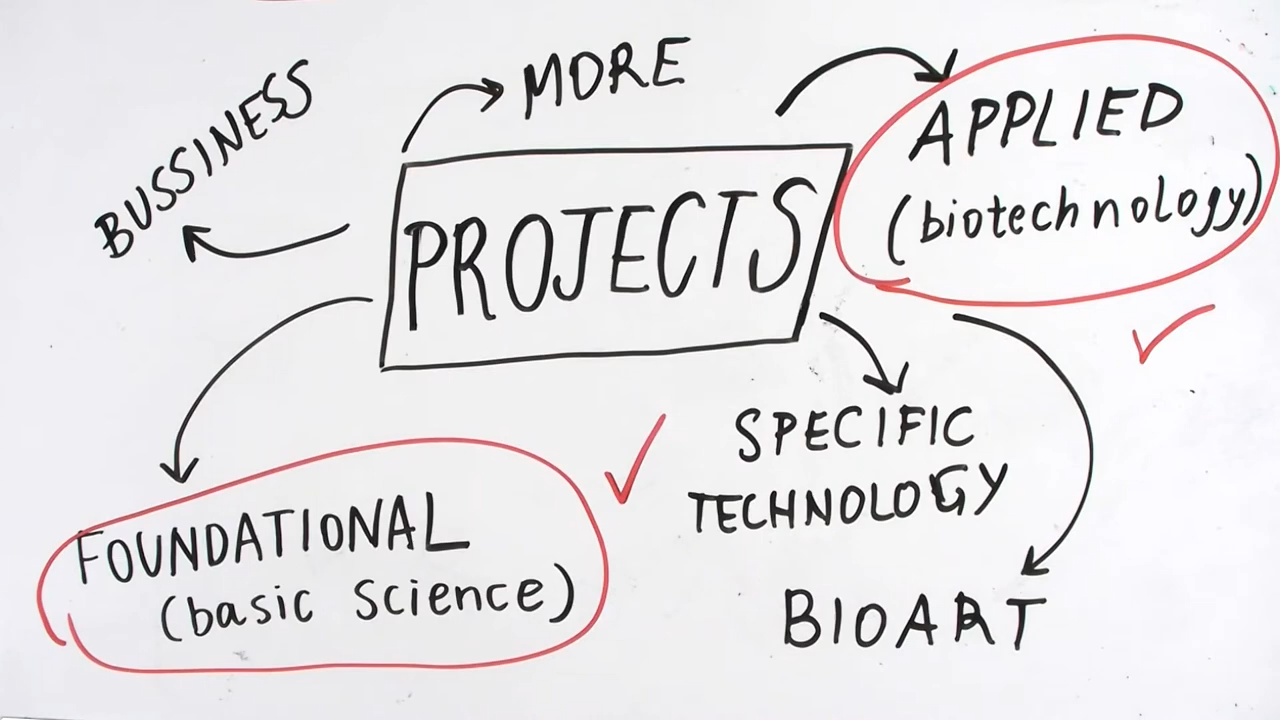 MORE
BUSSINESS
APPLIED
(biotechnology)
PROJECTS
SPECIFIC
TECHNOLOGY
FOUNDATIONAL
(basic science)
BIOART